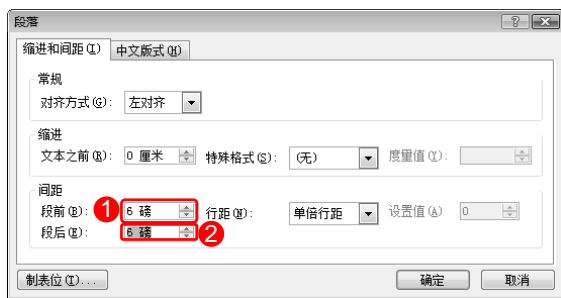 段落
缩进和间距(I) 中文版式(H)
常规
对齐方式(G): 左对齐
缩进
文本之前(R): 0 厘米 特殊格式(S): (无) 度量值(Y):
间距
段前(B): 1 6 磅 行距(N): 单倍行距 设置值(A) 0
段后(E): 6 磅 2
制表位(T)... 确定 取消